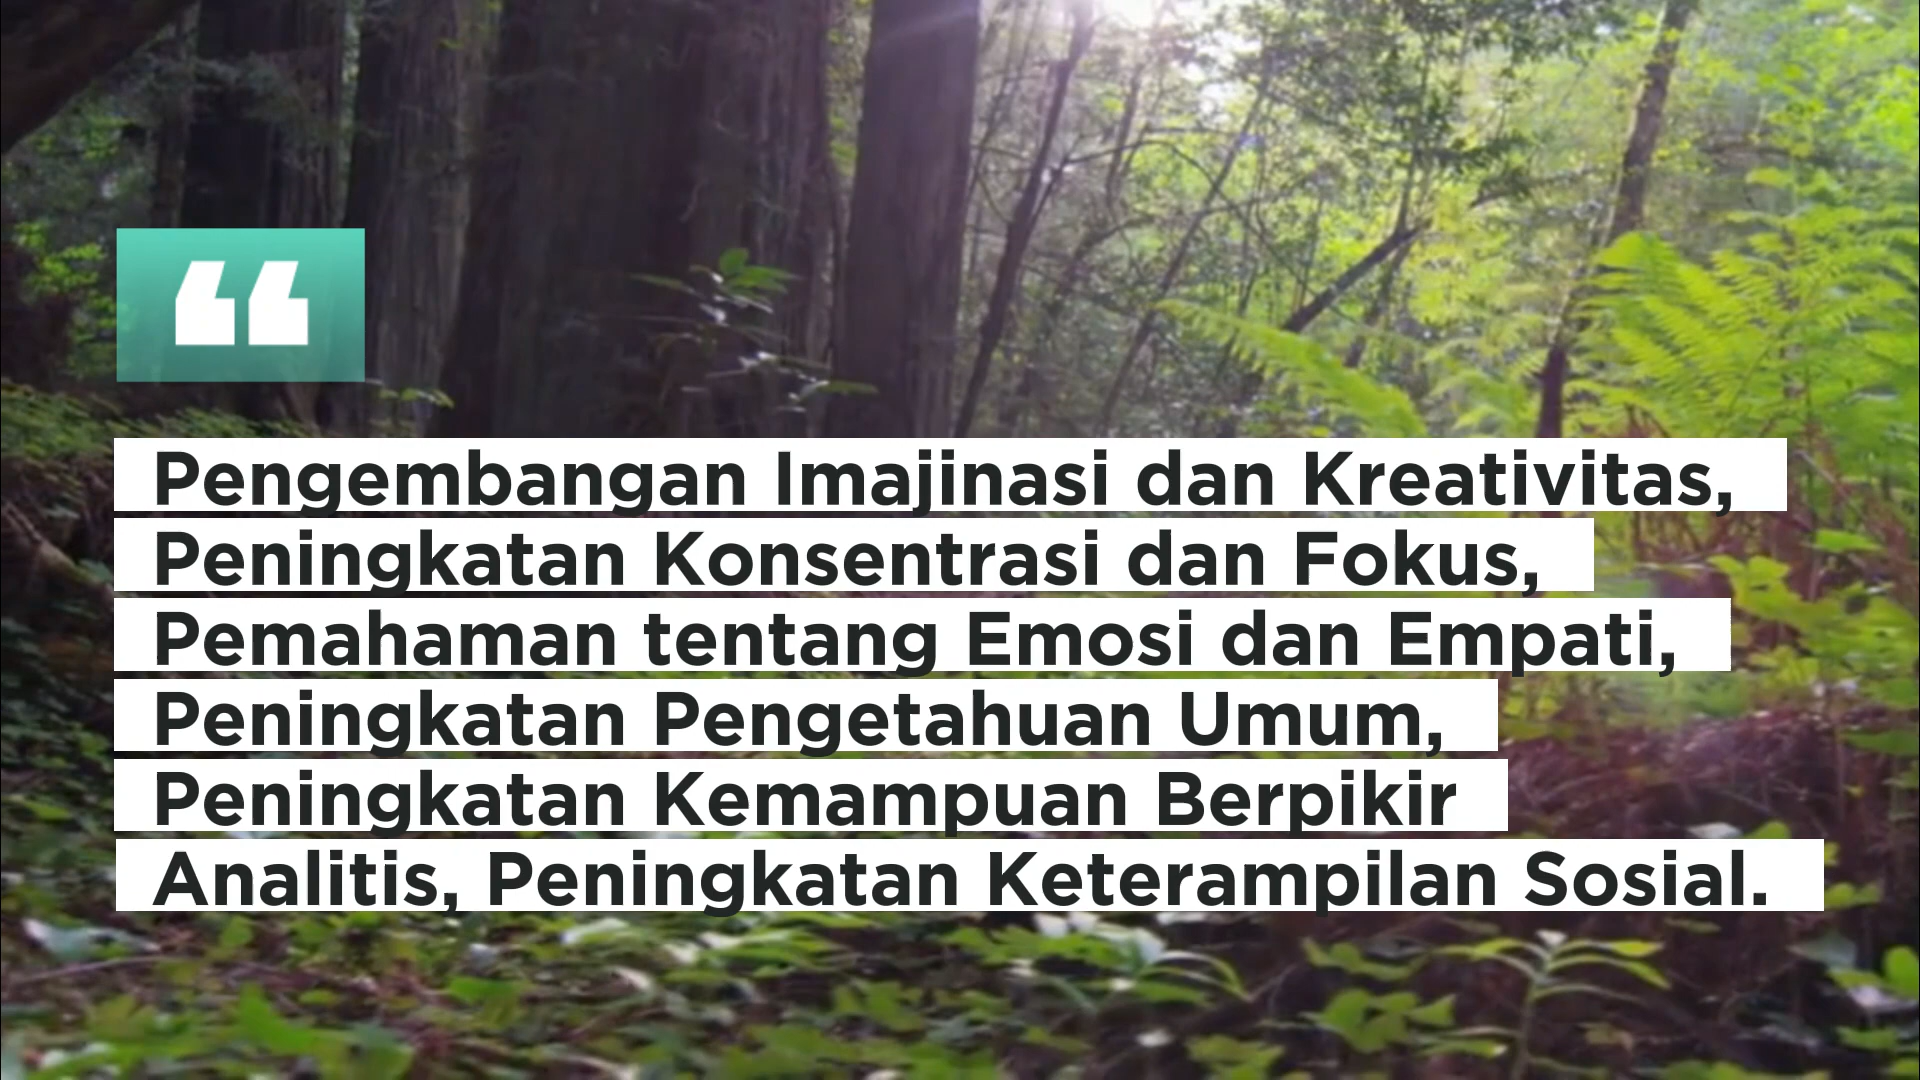 “
Pengembangan Imajinasi dan Kreativitas,
Peningkatan Konsentrasi dan Fokus,
Pemahaman tentang Emosi dan Empati,
Peningkatan Pengetahuan Umum,
Peningkatan Kemampuan Berpikir
Analitis, Peningkatan Keterampilan Sosial.